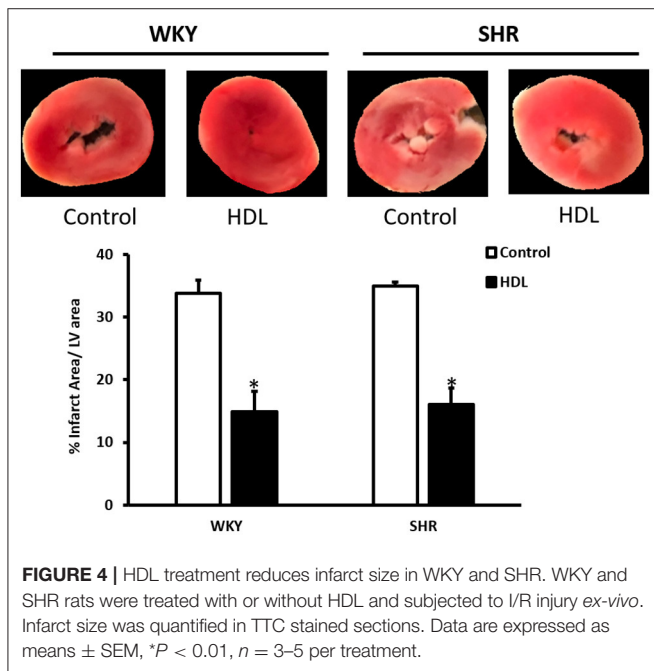 WKY SHR
Control HDL Control HDL
Control
HDL
40
30
20
10
0
% Infarct Area/ LV area
*
*
WKY SHR
FIGURE 4 | HDL treatment reduces infarct size in WKY and SHR. WKY and
SHR rats were treated with or without HDL and subjected to I/R injury ex-vivo.
Infarct size was quantified in TTC stained sections. Data are expressed as
means ± SEM, *P < 0.01, n = 3–5 per treatment.